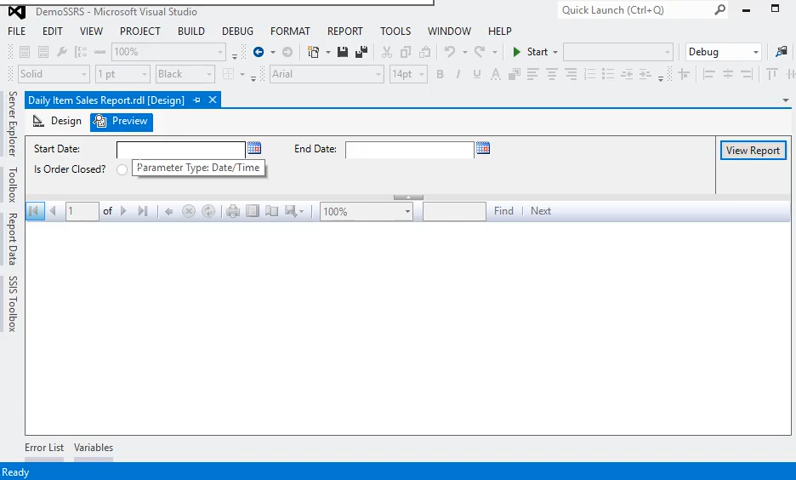 DemoSSRS - Microsoft Visual Studio
Quick Launch (Ctrl+Q)
FILE EDIT VIEW PROJECT BUILD DEBUG FORMAT REPORT TOOLS WINDOW HELP
100% Start Debug
Solid 1 pt Black Arial 14pt B I U A
Daily Item Sales Report.rdl [Design]
Design Preview
Start Date: End Date: View Report
Is Order Closed? Parameter Type: Date/Time
1 of 100% Find | Next
Server Explorer
Toolbox
Report Data
SSIS Toolbox
Error List Variables
Ready